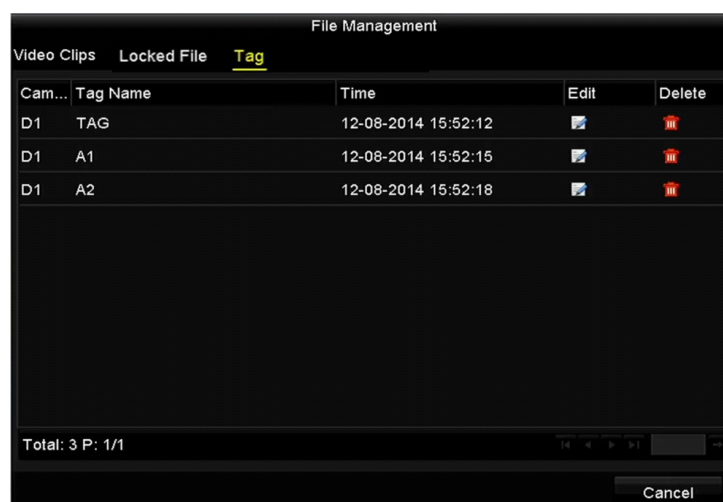 File Management
Video Clips Locked File Tag
Cam... Tag Name Time Edit Delete
D1 TAG 12-08-2014 15:52:12
D1 A1 12-08-2014 15:52:15
D1 A2 12-08-2014 15:52:18
Total: 3 P: 1/1
Cancel